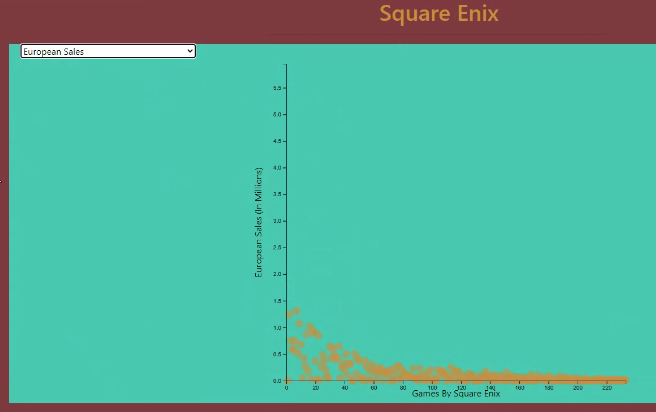 Square Enix
European Sales
European Sales (In Millions)
5.5
5.0
4.5
4.0
3.5
3.0
2.5
2.0
1.5
1.0
0.5
0.0
0 20 40 60 80 100 120 140 160 180 200 220
Games By Square Enix